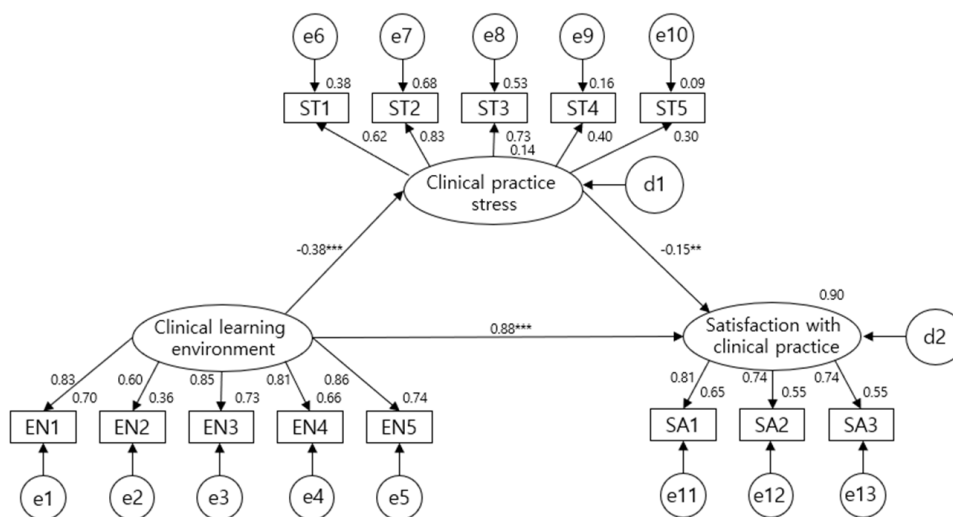 e6 e7 e8 e9 e10
0.38 0.68 0.53 0.16 0.09
ST1 ST2 ST3 ST4 ST5
0.62 0.83 0.73 0.40 0.30
0.14
Clinical practice
stress
d1
-0.38*** -0.15**
0.90
Clinical learning
environment
0.88***
Satisfaction with
clinical practice
d2
0.83 0.60 0.85 0.81 0.86 0.81 0.74 0.74
0.70 0.36 0.73 0.66 0.74 0.65 0.55 0.55
EN1 EN2 EN3 EN4 EN5 SA1 SA2 SA3
e1 e2 e3 e4 e5 e11 e12 e13